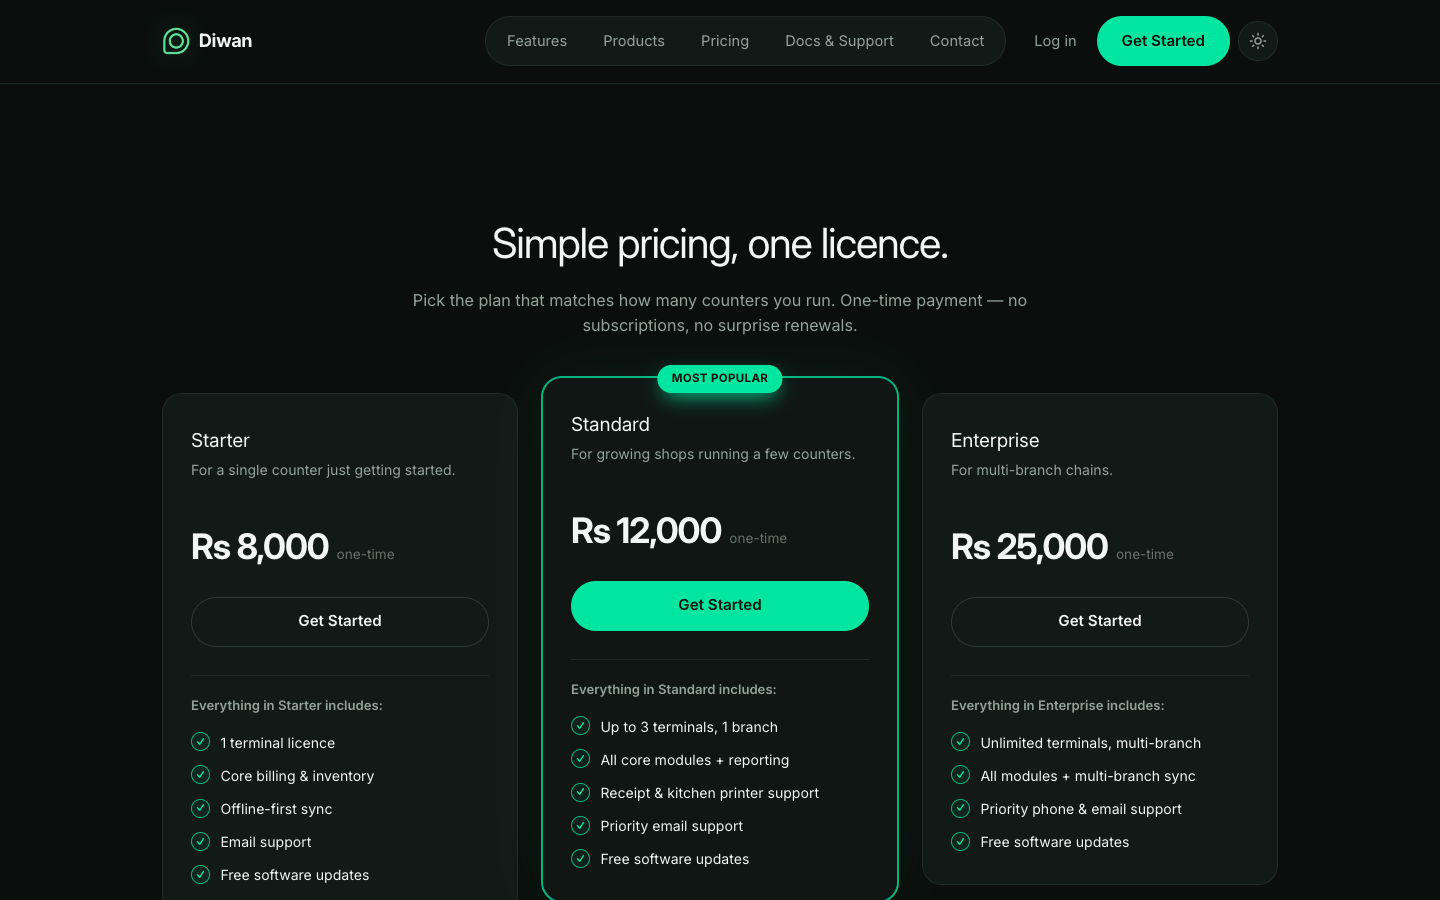 Diwan
Features
Products
Pricing
Docs & Support
Contact
Log in
Get Started
Simple pricing, one licence.
Pick the plan that matches how many counters you run. One-time payment — no
subscriptions, no surprise renewals.
Starter
For a single counter just getting started.
Rs 8,000 one-time
Get Started
Everything in Starter includes:
1 terminal licence
Core billing & inventory
Offline-first sync
Email support
Free software updates
MOST POPULAR
Standard
For growing shops running a few counters.
Rs 12,000 one-time
Get Started
Everything in Standard includes:
Up to 3 terminals, 1 branch
All core modules + reporting
Receipt & kitchen printer support
Priority email support
Free software updates
Enterprise
For multi-branch chains.
Rs 25,000 one-time
Get Started
Everything in Enterprise includes:
Unlimited terminals, multi-branch
All modules + multi-branch sync
Priority phone & email support
Free software updates